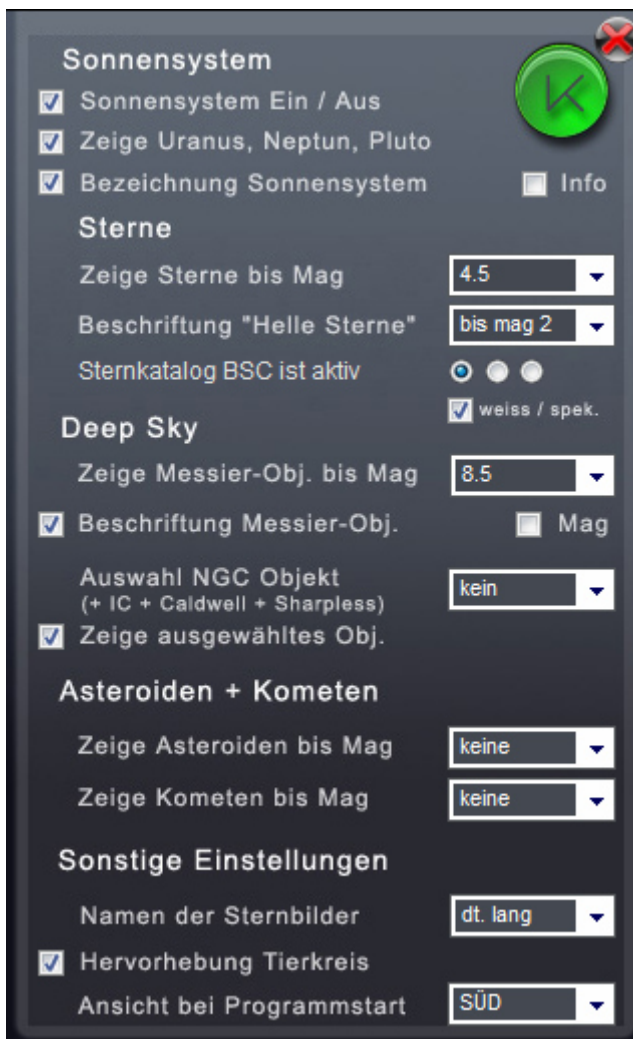 Sonnensystem
Sonnensystem Ein / Aus
Zeige Uranus, Neptun, Pluto
Bezeichnung Sonnensystem Info
Sterne
Zeige Sterne bis Mag 4.5
Beschriftung "Helle Sterne" bis mag 2
Sternkatalog BSC ist aktiv
weiss / spek.
Deep Sky
Zeige Messier-Obj. bis Mag 8.5
Beschriftung Messier-Obj. Mag
Auswahl NGC Objekt kein
(+ IC + Caldwell + Sharpless)
Zeige ausgewähltes Obj.
Asteroiden + Kometen
Zeige Asteroiden bis Mag keine
Zeige Kometen bis Mag keine
Sonstige Einstellungen
Namen der Sternbilder dt. lang
Hervorhebung Tierkreis
Ansicht bei Programmstart SÜD